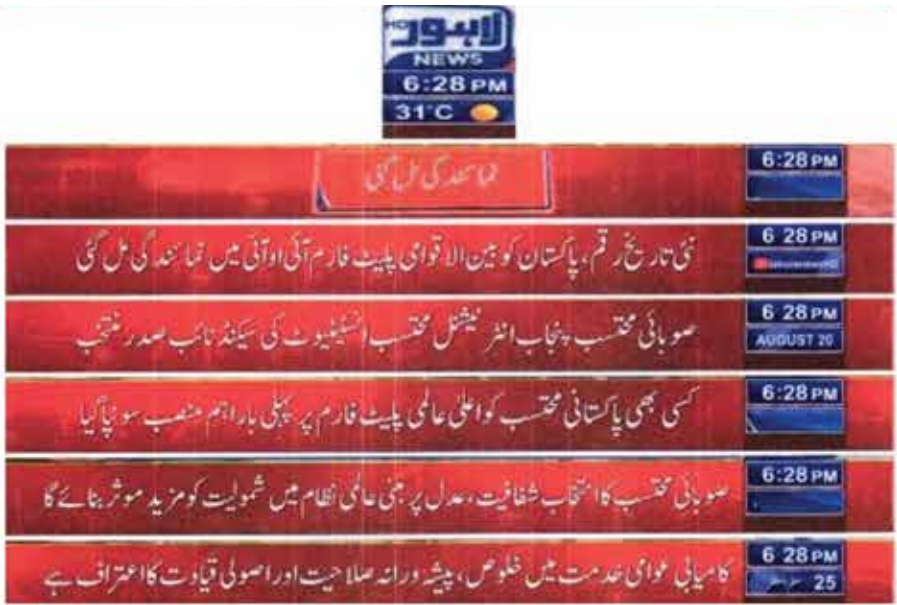 HD لاہور
NEWS
6:28 PM
31°C
نمائندگی مل گئی
6:28 PM
نئی تاریخ رقم، پاکستان کو بین الاقوامی پلیٹ فارم آئی او آئی میں نمائندگی مل گئی
6 28 PM
صوبائی محتسب پنجاب انٹرنیشنل محتسب انسٹیٹیوٹ کی سیکنڈ نائب صدر منتخب
6 28 PM
AUGUST 20
کسی بھی پاکستانی محتسب کو اعلیٰ عالمی پلیٹ فارم پر پہلی بار اہم منصب سونپا گیا
6:28 PM
صوبائی محتسب کا انتخاب شفافیت، عدل پر مبنی عالمی نظام میں شمولیت کو مزید موثر بنائے گا
6:28 PM
کامیابی عوامی خدمت میں خلوص، پیشہ ورانہ صلاحیت اور اصولی قیادت کا اعتراف ہے
6 28 PM
25